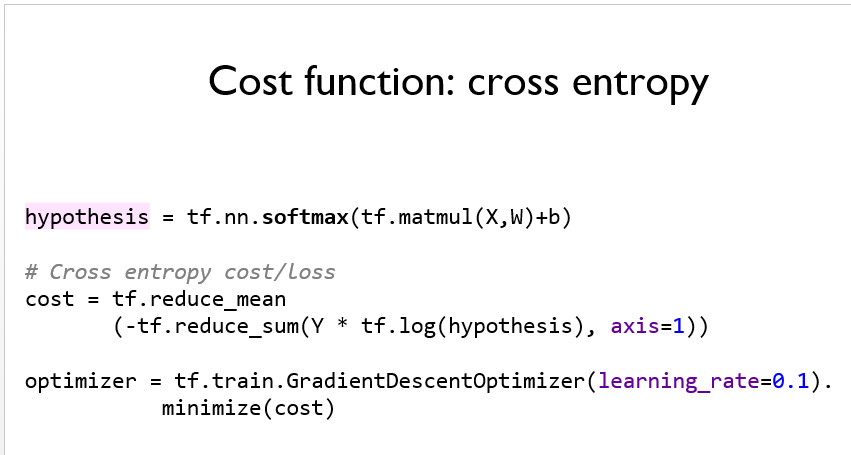 Cost function: cross entropy
hypothesis = tf.nn.softmax(tf.matmul(X,W)+b)
# Cross entropy cost/loss
cost = tf.reduce_mean
(-tf.reduce_sum(Y * tf.log(hypothesis), axis=1))
optimizer = tf.train.GradientDescentOptimizer(learning_rate=0.1).
minimize(cost)